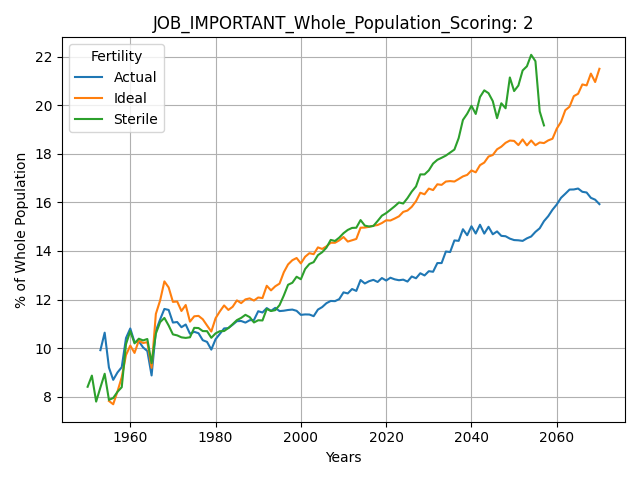 JOB_IMPORTANT_Whole_Population_Scoring: 2
Fertility
Actual
Ideal
Sterile
% of Whole Population
22
20
18
16
14
12
10
8
1960 1980 2000 2020 2040 2060
Years